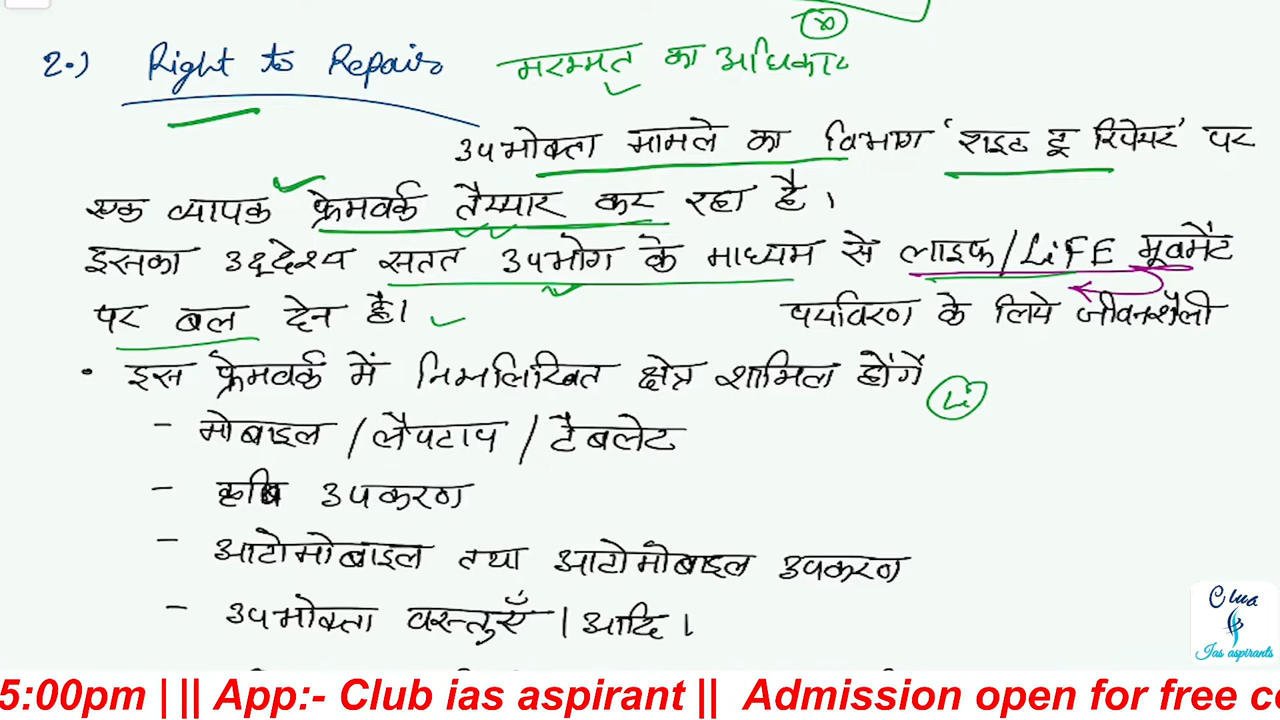 2.) Right to Repair मरम्मत का अधिकार
उपभोक्ता मामले का विभाग 'राइट टू रिपेयर' पर
एक व्यापक फ्रेमवर्क तैय्यार कर रहा है।
इसका उद्देश्य सतत उपभोग के माध्यम से लाइफ/LiFE मूवमेंट
पर बल देन है। पर्यावरण के लिये जीवनशैली
• इस फ्रेमवर्क में निम्नलिखित क्षेत्र शामिल होंगें
- मोबाइल / लैपटाप / टैबलेट
- कृषि उपकरण
- आटोमोबाइल तथा आटोमोबाइल उपकरण
- उपभोक्ता वस्तुएँ । आदि ।
Club
Ias aspirants
5:00pm | || App:- Club ias aspirant || Admission open for free co